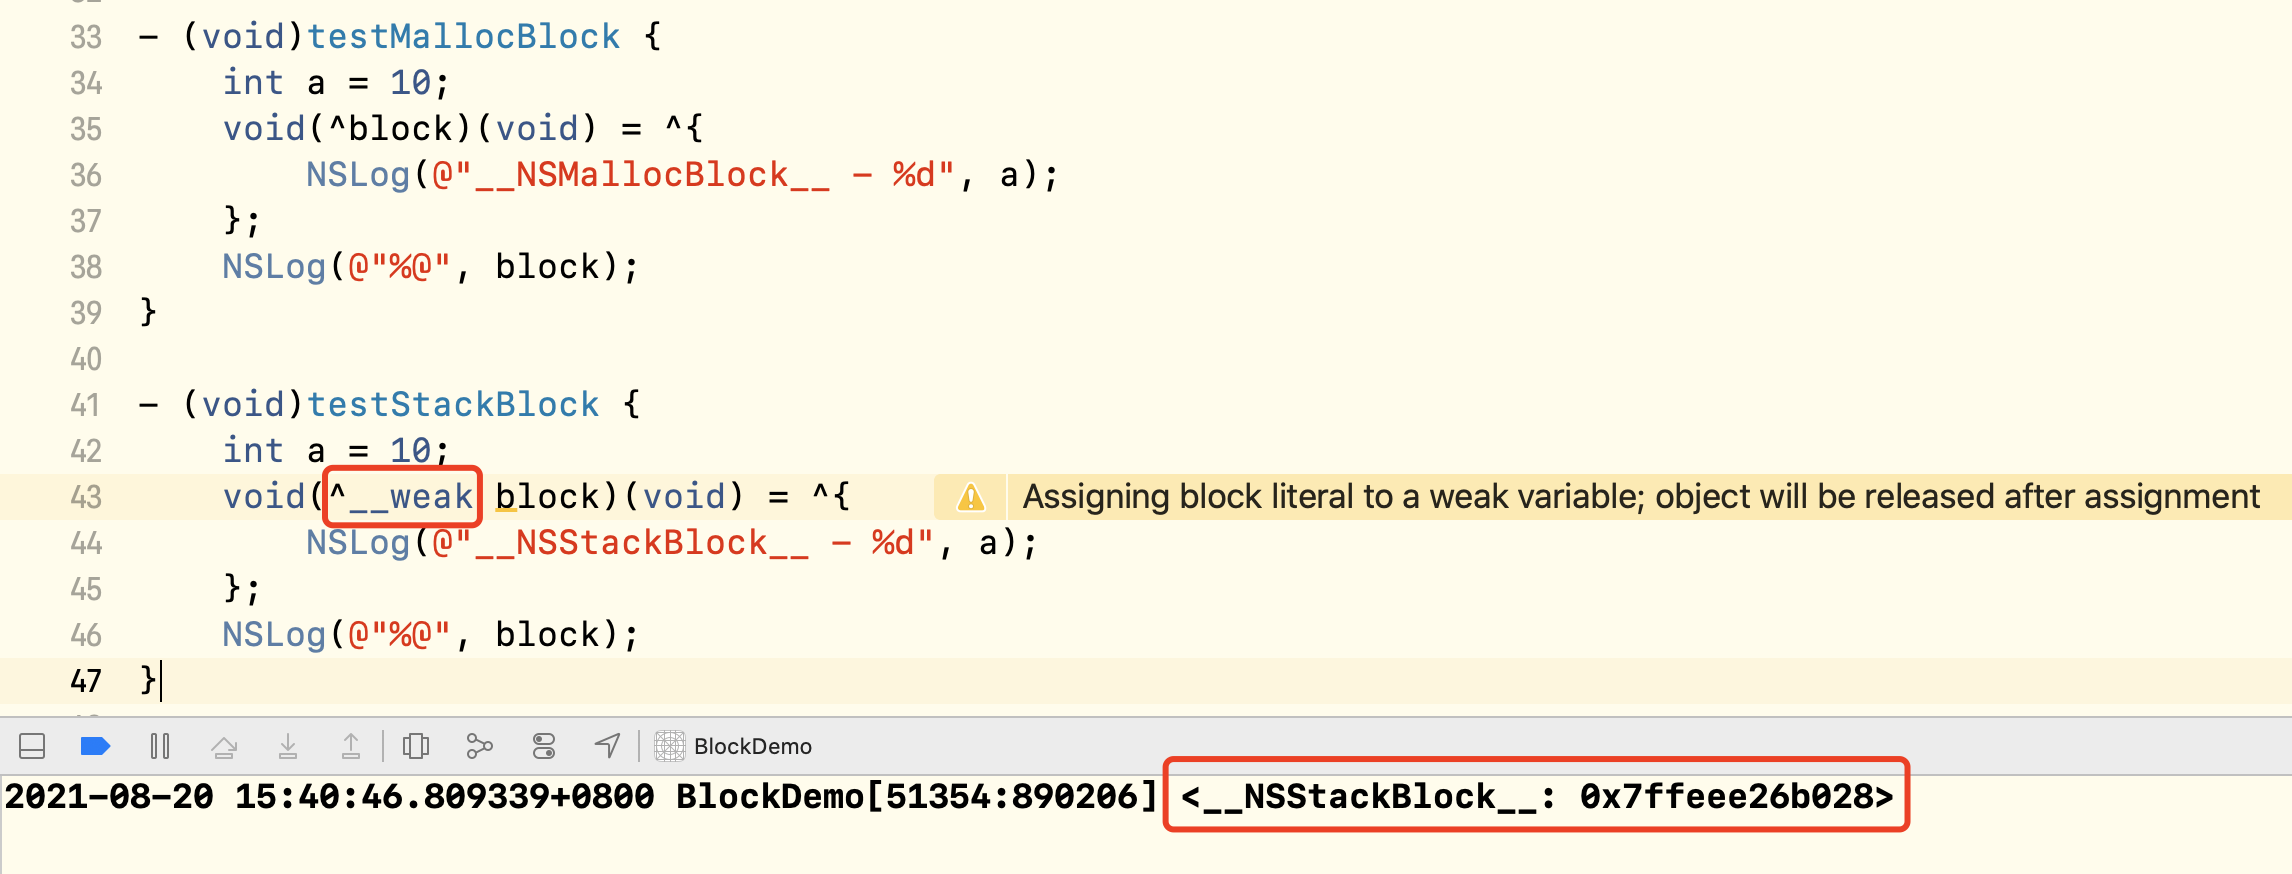 33 - (void)testMallocBlock {
34 int a = 10;
35 void(^block)(void) = ^{
36 NSLog(@"__NSMallocBlock__ - %d", a);
37 };
38 NSLog(@"%@", block);
39 }
40
41 - (void)testStackBlock {
42 int a = 10;
43 void(^__weak block)(void) = ^{ Assigning block literal to a weak variable; object will be released after assignment
44 NSLog(@"__NSStackBlock__ - %d", a);
45 };
46 NSLog(@"%@", block);
47 }
BlockDemo
2021-08-20 15:40:46.809339+0800 BlockDemo[51354:890206] <__NSStackBlock__: 0x7ffeee26b028>